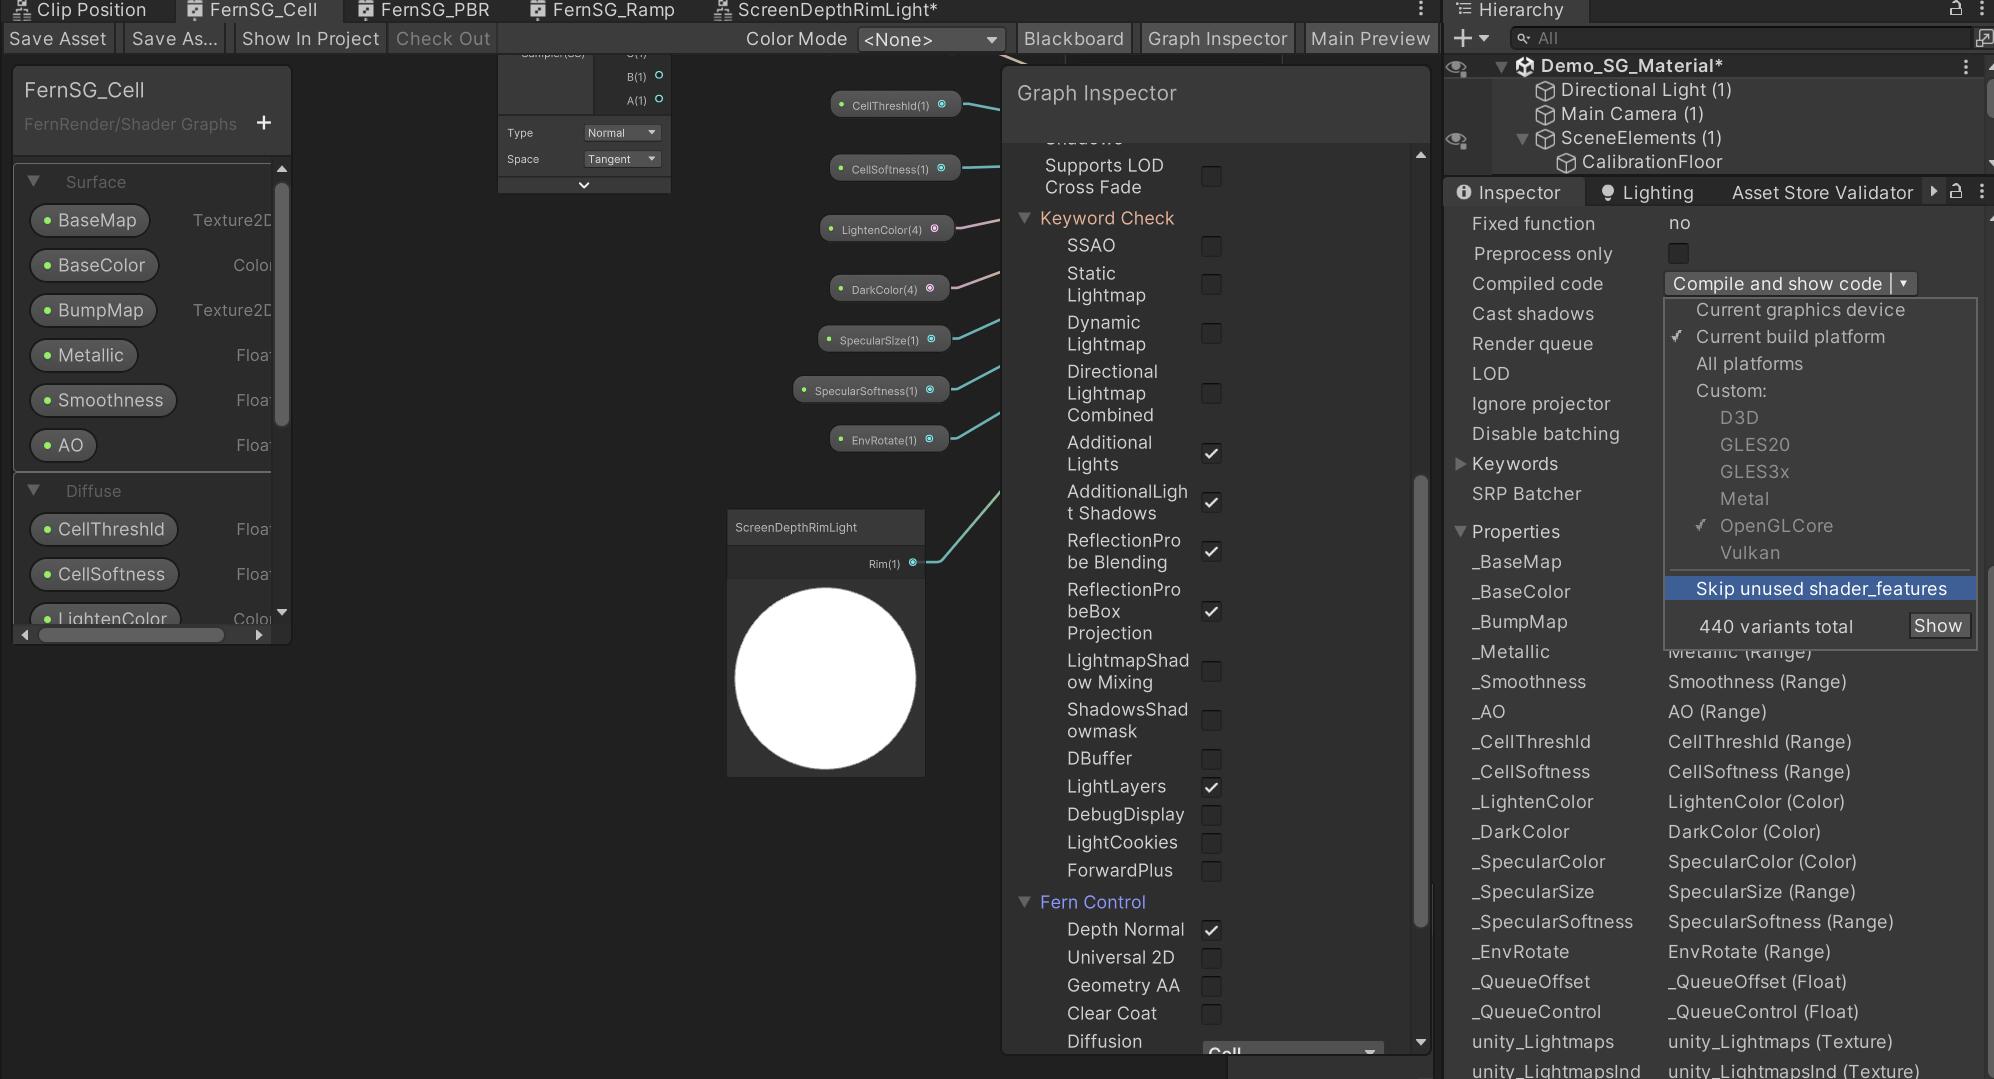 Clip Position
FernSG_Cell
FernSG_PBR
FernSG_Ramp
ScreenDepthRimLight*
Save Asset
Save As...
Show In Project
Check Out
Color Mode
<None>
Blackboard
Graph Inspector
Main Preview
FernSG_Cell
FernRender/Shader Graphs
+
Surface
BaseMap
Texture2D
BaseColor
Color
BumpMap
Texture2D
Metallic
Float
Smoothness
Float
AO
Float
Diffuse
CellThreshld
Float
CellSoftness
Float
LightenColor
Color
B(1)
A(1)
Type
Normal
Space
Tangent
CellThreshld(1)
CellSoftness(1)
LightenColor(4)
DarkColor(4)
SpecularSIze(1)
SpecularSoftness(1)
EnvRotate(1)
ScreenDepthRimLight
Rim(1)
Graph Inspector
Shadows
Supports LOD
Cross Fade
Keyword Check
SSAO
Static
Lightmap
Dynamic
Lightmap
Directional
Lightmap
Combined
Additional
Lights
AdditionalLigh
t Shadows
ReflectionPro
be Blending
ReflectionPro
beBox
Projection
LightmapShad
ow Mixing
ShadowsShad
owmask
DBuffer
LightLayers
DebugDisplay
LightCookies
ForwardPlus
Fern Control
Depth Normal
Universal 2D
Geometry AA
Clear Coat
Diffusion
Cell
Hierarchy
All
Demo_SG_Material*
Directional Light (1)
Main Camera (1)
SceneElements (1)
CalibrationFloor
Inspector
Lighting
Asset Store Validator
Fixed function
no
Preprocess only
Compiled code
Compile and show code
Cast shadows
Render queue
LOD
Ignore projector
Disable batching
Keywords
SRP Batcher
Current graphics device
Current build platform
All platforms
Custom:
D3D
GLES20
GLES3x
Metal
OpenGLCore
Vulkan
Skip unused shader_features
440 variants total
Show
Properties
_BaseMap
_BaseColor
_BumpMap
_Metallic
Metallic (Range)
_Smoothness
Smoothness (Range)
_AO
AO (Range)
_CellThreshld
CellThreshld (Range)
_CellSoftness
CellSoftness (Range)
_LightenColor
LightenColor (Color)
_DarkColor
DarkColor (Color)
_SpecularColor
SpecularColor (Color)
_SpecularSize
SpecularSize (Range)
_SpecularSoftness
SpecularSoftness (Range)
_EnvRotate
EnvRotate (Range)
_QueueOffset
_QueueOffset (Float)
_QueueControl
_QueueControl (Float)
unity_Lightmaps
unity_Lightmaps (Texture)
unity_LightmapsInd
unity_LightmapsInd (Texture)